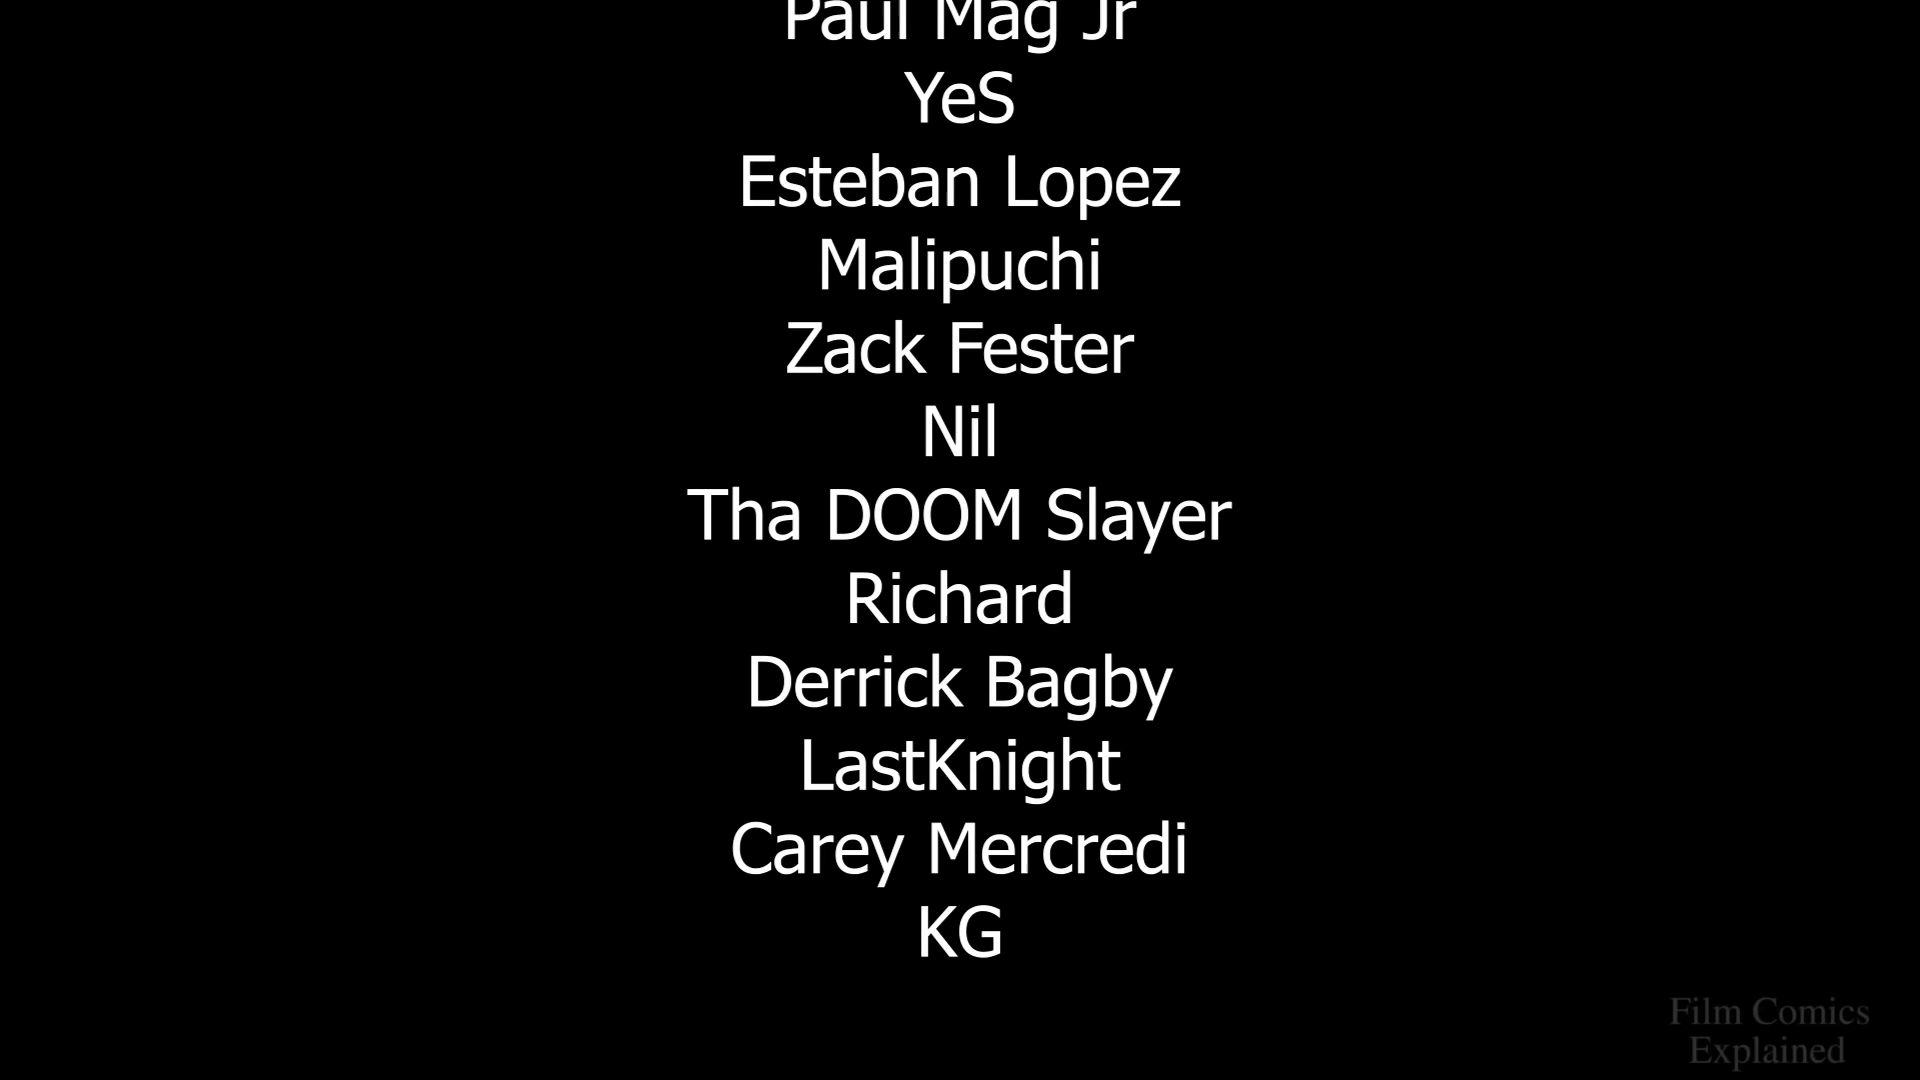 Paul Mag Jr
YeS
Esteban Lopez
Malipuchi
Zack Fester
Nil
Tha DOOM Slayer
Richard
Derrick Bagby
LastKnight
Carey Mercredi
KG
Film Comics
Explained